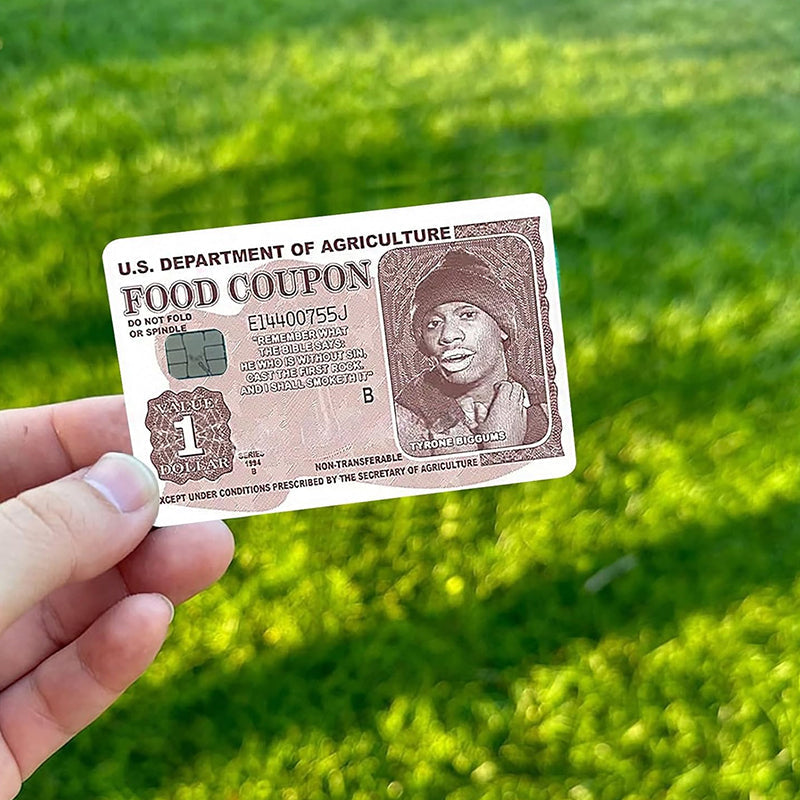 U.S. DEPARTMENT OF AGRICULTURE
FOOD COUPON
DO NOT FOLD
OR SPINDLE
E14400755J
"REMEMBER WHAT
THE BIBLE SAYS:
HE WHO IS WITHOUT SIN,
CAST THE FIRST ROCK,
AND I SHALL SMOKETH IT"
B
VALUE
1
DOLLAR
SERIES
1994
B
TYRONE BIGGUMS
NON-TRANSFERABLE
XCEPT UNDER CONDITIONS PRESCRIBED BY THE SECRETARY OF AGRICULTURE